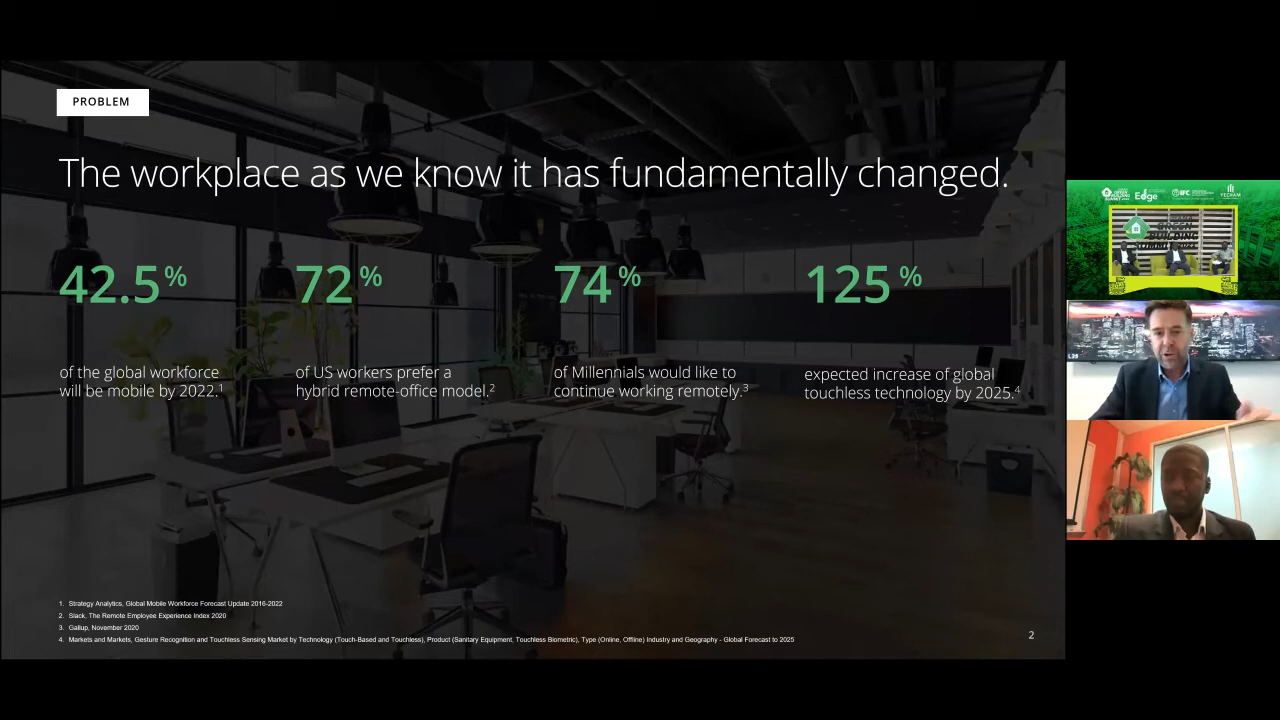 PROBLEM
The workplace as we know it has fundamentally changed.
42.5%
of the global workforce
will be mobile by 2022.1
72%
of US workers prefer a
hybrid remote-office model.2
74%
of Millennials would like to
continue working remotely.3
125%
expected increase of global
touchless technology by 2025.4
1. Strategy Analytics, Global Mobile Workforce Forecast Update 2016-2022
2. Slack, The Remote Employee Experience Index 2020
3. Gallup, November 2020
4. Markets and Markets, Gesture Recognition and Touchless Sensing Market by Technology (Touch-Based and Touchless), Product (Sanitary Equipment, Touchless Biometric), Type (Online, Offline) Industry and Geography - Global Forecast to 2025
2
Edge
IFC
GREEN
BUILDING